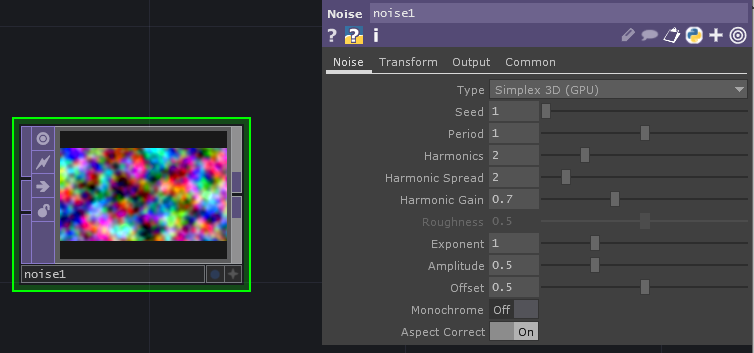 Noise noise1
? ? i
Noise Transform Output Common
Type Simplex 3D (GPU)
Seed 1
Period 1
Harmonics 2
Harmonic Spread 2
Harmonic Gain 0.7
Roughness 0.5
Exponent 1
Amplitude 0.5
Offset 0.5
Monochrome Off
Aspect Correct On
noise1